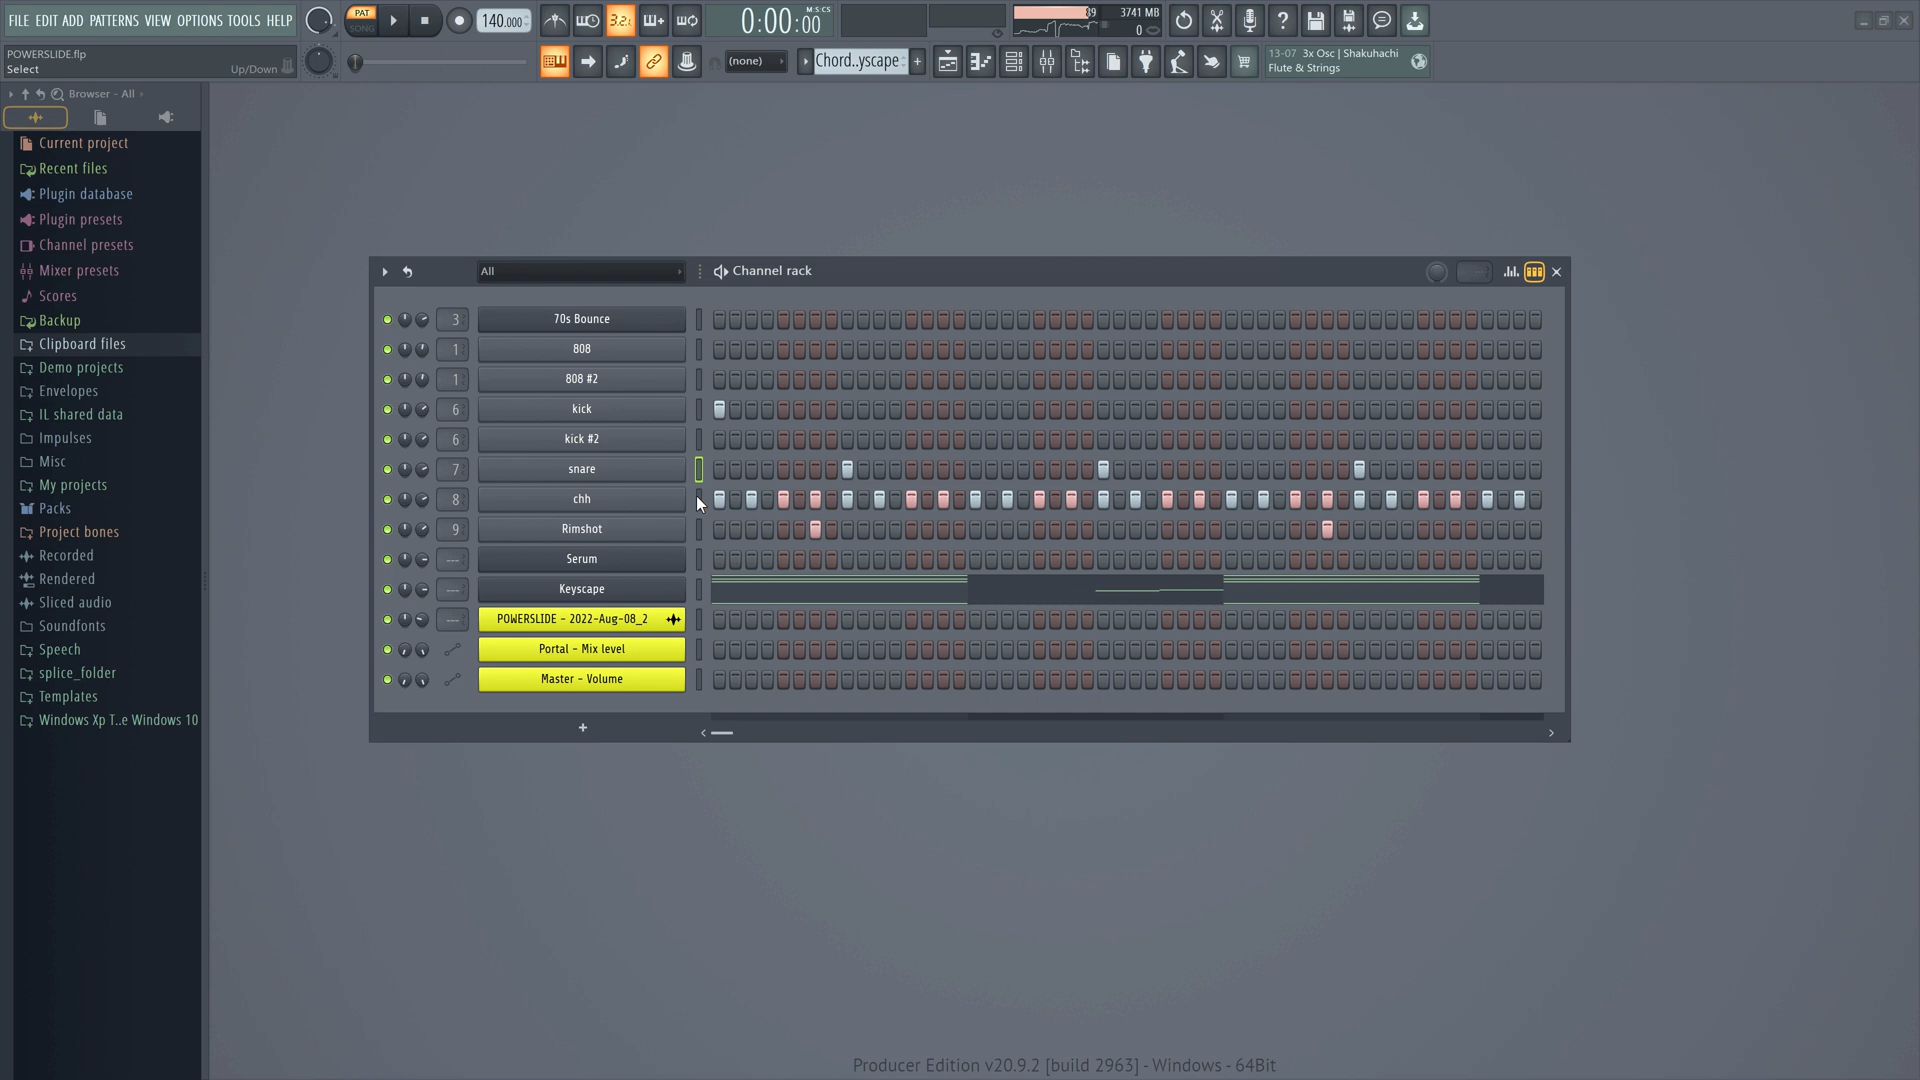 FILE EDIT ADD PATTERNS VIEW OPTIONS TOOLS HELP
PAT
SONG
140.000
3.2.
0:00:00
M:S:CS
89
3741 MB
0
POWERSLIDE.flp
Select
Up/Down
(none)
Chord..yscape
+
13-07 3x Osc | Shakuhachi
Flute & Strings
Browser - All
Current project
Recent files
Plugin database
Plugin presets
Channel presets
Mixer presets
Scores
Backup
Clipboard files
Demo projects
Envelopes
IL shared data
Impulses
Misc
My projects
Packs
Project bones
Recorded
Rendered
Sliced audio
Soundfonts
Speech
splice_folder
Templates
Windows Xp T..e Windows 10
All
Channel rack
3 70s Bounce
1 808
1 808 #2
6 kick
6 kick #2
7 snare
8 chh
9 Rimshot
--- Serum
--- Keyscape
--- POWERSLIDE - 2022-Aug-08_2
Portal - Mix level
Master - Volume
+
Producer Edition v20.9.2 [build 2963] - Windows - 64Bit